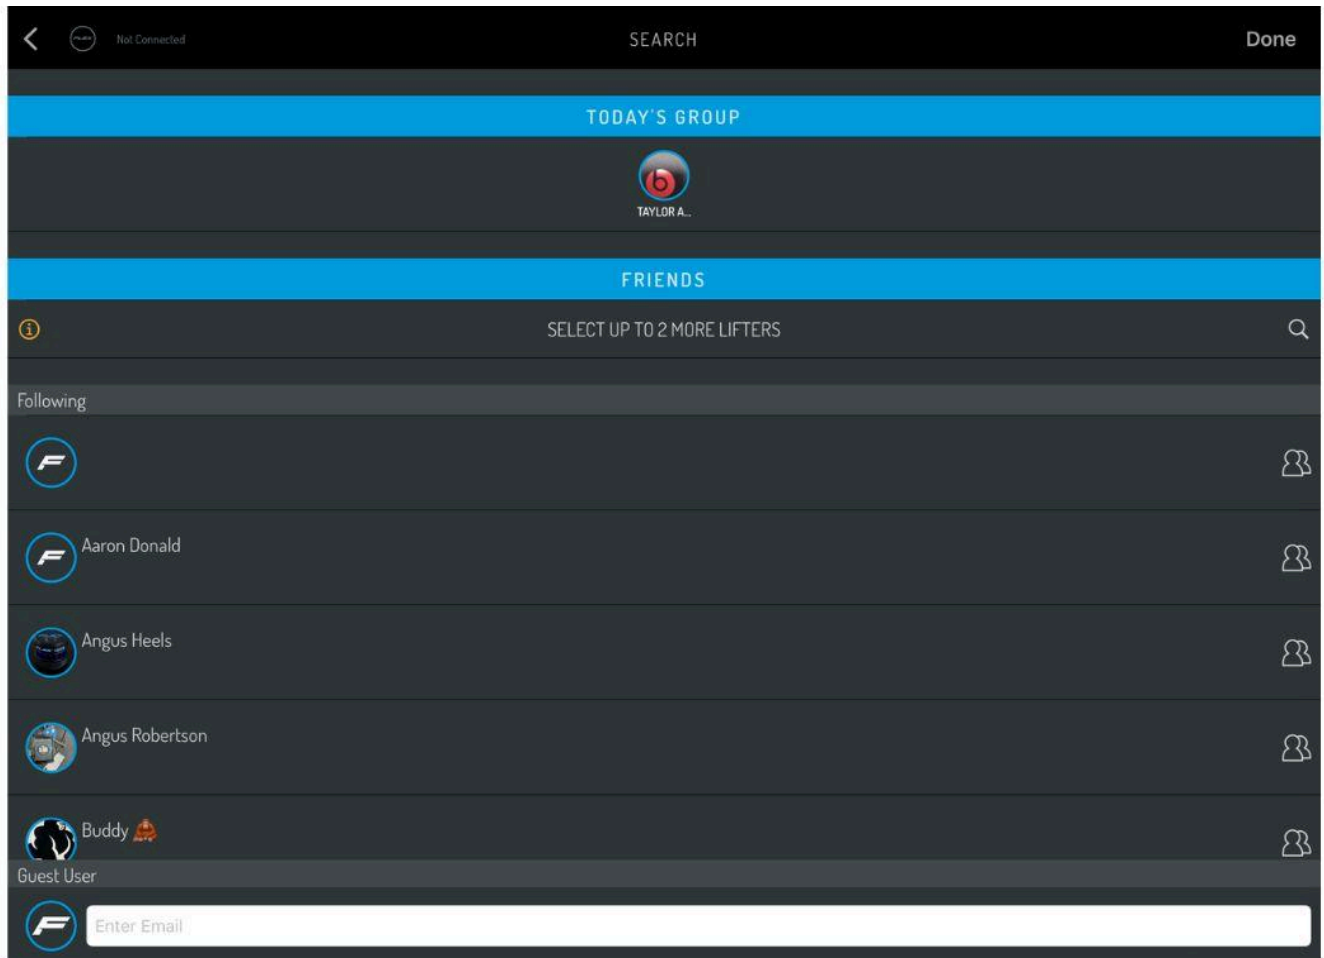 Not Connected
SEARCH
Done
TODAY'S GROUP
TAYLOR A...
FRIENDS
SELECT UP TO 2 MORE LIFTERS
Following
Aaron Donald
Angus Heels
Angus Robertson
Buddy 🦧
Guest User
Enter Email